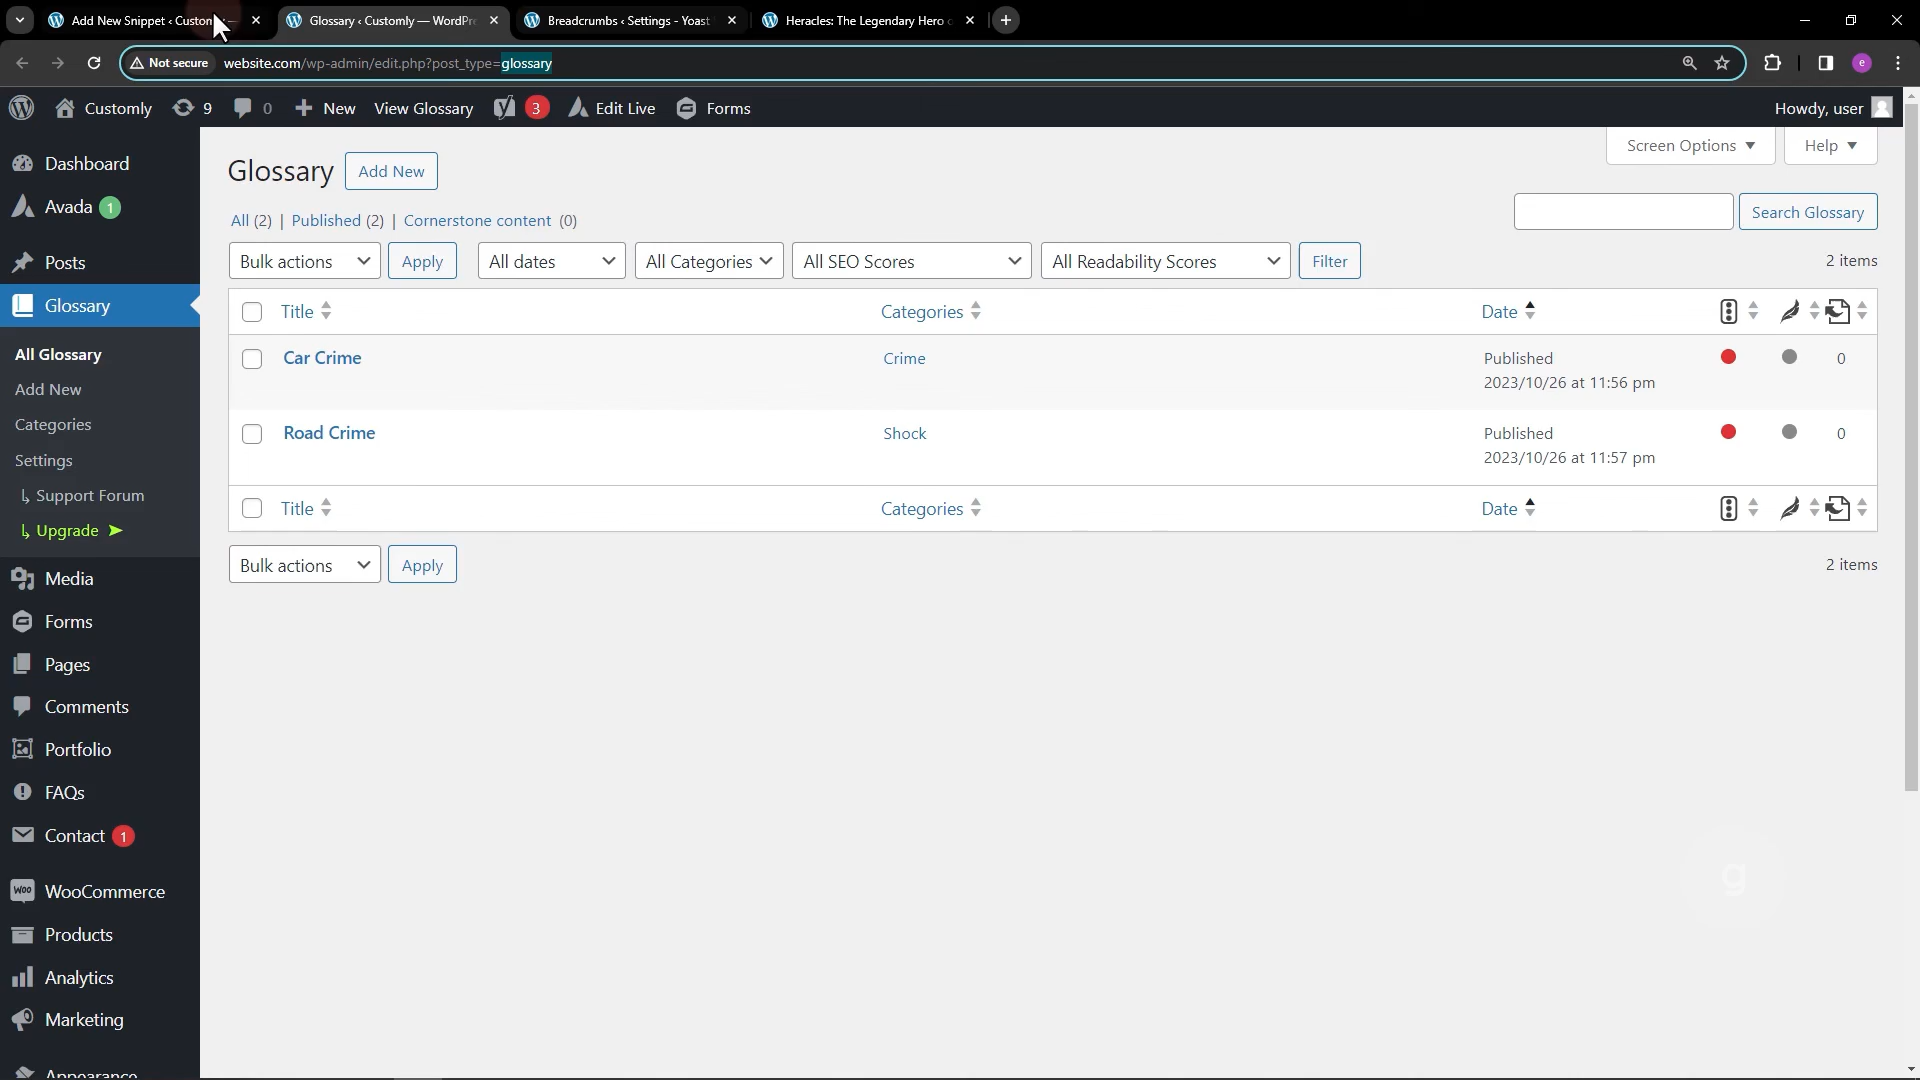 Add New Snippet ‹ Custom
Glossary ‹ Customly — WordPre
Breadcrumbs ‹ Settings - Yoast
Heracles: The Legendary Hero o
Not secure
website.com/wp-admin/edit.php?post_type=glossary
e
Customly
9
0
New
View Glossary
3
Edit Live
Forms
Howdy, user
Dashboard
Avada 1
Posts
Glossary
All Glossary
Add New
Categories
Settings
↳ Support Forum
↳ Upgrade ➤
Media
Forms
Pages
Comments
Portfolio
FAQs
Contact 1
WooCommerce
Products
Analytics
Marketing
Appearance
Screen Options ▼
Help ▼
Glossary
Add New
All (2) | Published (2) | Cornerstone content (0)
Search Glossary
Bulk actions
Apply
All dates
All Categories
All SEO Scores
All Readability Scores
Filter
2 items
Title
Categories
Date
Car Crime
Crime
Published
2023/10/26 at 11:56 pm
0
Road Crime
Shock
Published
2023/10/26 at 11:57 pm
0
Title
Categories
Date
Bulk actions
Apply
2 items
g